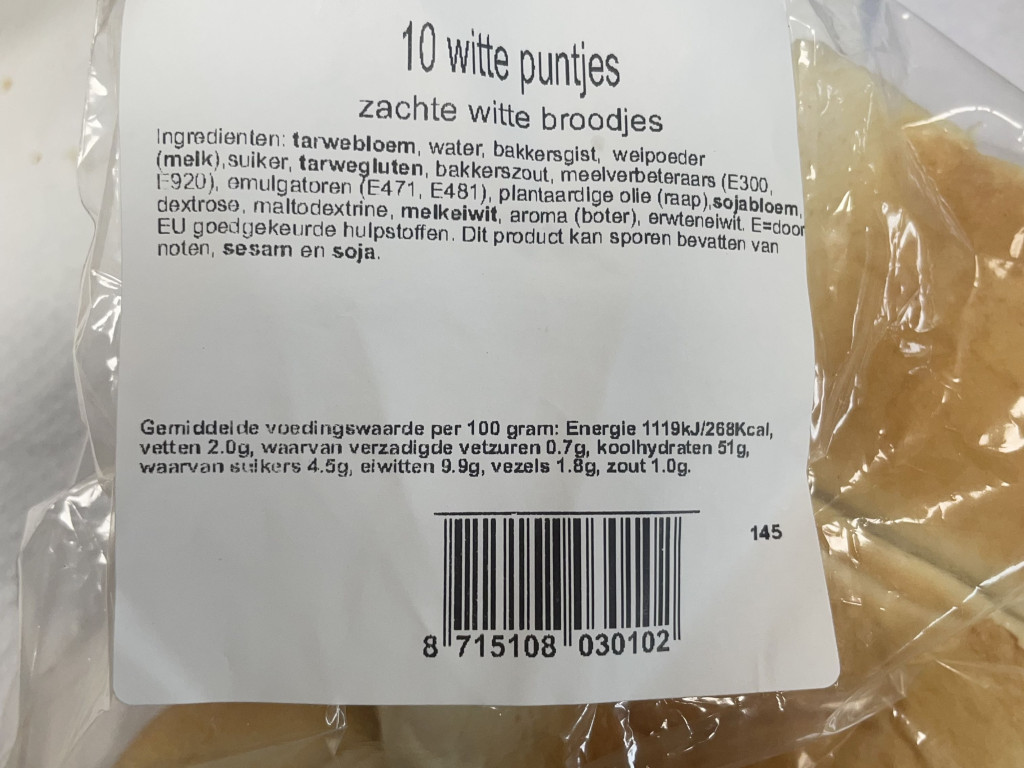 10 witte puntjes
zachte witte broodjes
Ingredienten: tarwebloem, water, bakkersgist, weipoeder
(melk),suiker, tarwegluten, bakkerszout, meelverbeteraars (E300,
E920), emulgatoren (E471, E481), plantaardige olie (raap),sojabloem,
dextrose, maltodextrine, melkeiwit, aroma (boter), erwteneiwit. E=door
EU goedgekeurde hulpstoffen. Dit product kan sporen bevatten van
noten, sesam en soja.
Gemiddelde voedingswaarde per 100 gram: Energie 1119kJ/268Kcal,
vetten 2.0g, waarvan verzadigde vetzuren 0.7g, koolhydraten 51g,
waarvan suikers 4.5g, eiwitten 9.9g, vezels 1.8g, zout 1.0g.
145
8 715108 030102